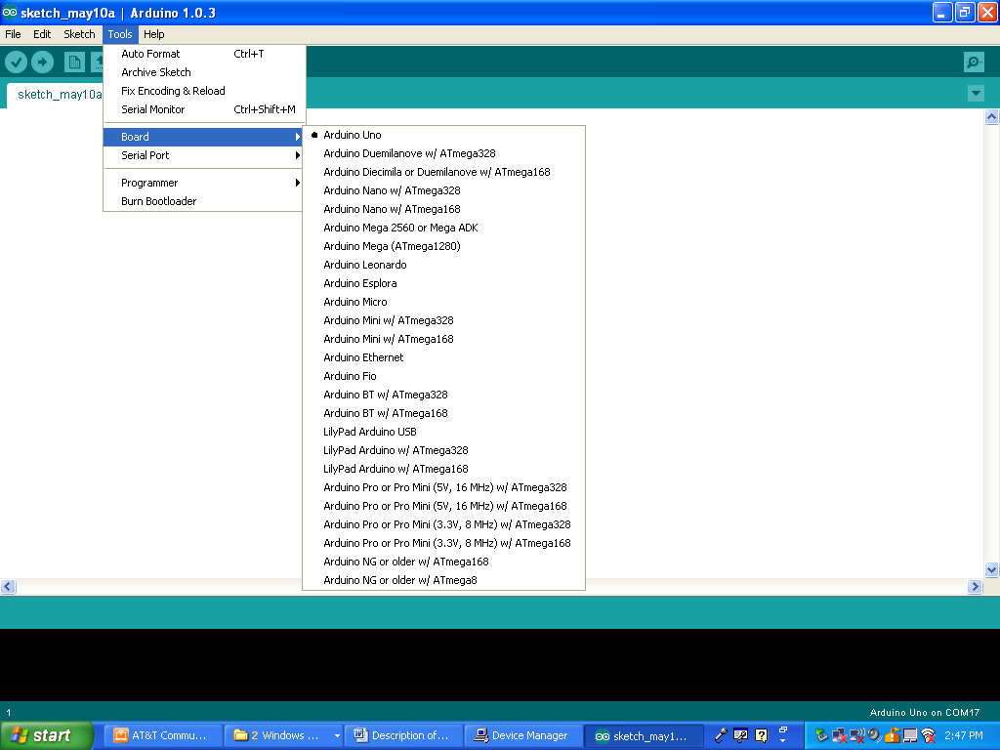 sketch_may10a | Arduino 1.0.3
File Edit Sketch Tools Help
sketch_may10a
Auto Format Ctrl+T
Archive Sketch
Fix Encoding & Reload
Serial Monitor Ctrl+Shift+M
Board
Serial Port
Programmer
Burn Bootloader
Arduino Uno
Arduino Duemilanove w/ ATmega328
Arduino Diecimila or Duemilanove w/ ATmega168
Arduino Nano w/ ATmega328
Arduino Nano w/ ATmega168
Arduino Mega 2560 or Mega ADK
Arduino Mega (ATmega1280)
Arduino Leonardo
Arduino Esplora
Arduino Micro
Arduino Mini w/ ATmega328
Arduino Mini w/ ATmega168
Arduino Ethernet
Arduino Fio
Arduino BT w/ ATmega328
Arduino BT w/ ATmega168
LilyPad Arduino USB
LilyPad Arduino w/ ATmega328
LilyPad Arduino w/ ATmega168
Arduino Pro or Pro Mini (5V, 16 MHz) w/ ATmega328
Arduino Pro or Pro Mini (5V, 16 MHz) w/ ATmega168
Arduino Pro or Pro Mini (3.3V, 8 MHz) w/ ATmega328
Arduino Pro or Pro Mini (3.3V, 8 MHz) w/ ATmega168
Arduino NG or older w/ ATmega168
Arduino NG or older w/ ATmega8
1 Arduino Uno on COM17
start AT&T Commu... 2 Windows ... Description of... Device Manager sketch_may1... 2:47 PM